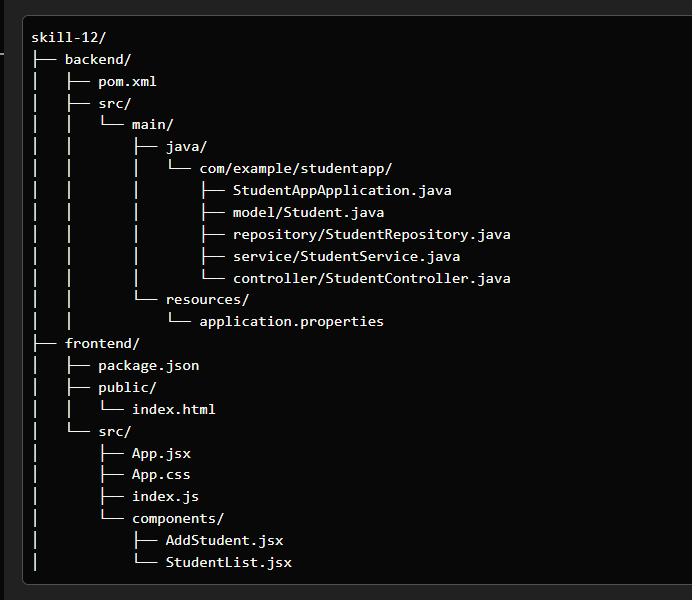 skill-12/
├── backend/
│   ├── pom.xml
│   ├── src/
│   │   └── main/
│   │       ├── java/
│   │       │   └── com/example/studentapp/
│   │       │       ├── StudentAppApplication.java
│   │       │       ├── model/Student.java
│   │       │       ├── repository/StudentRepository.java
│   │       │       ├── service/StudentService.java
│   │       │       └── controller/StudentController.java
│   │       └── resources/
│   │           └── application.properties
├── frontend/
│   ├── package.json
│   ├── public/
│   │   └── index.html
│   └── src/
│       ├── App.jsx
│       ├── App.css
│       ├── index.js
│       └── components/
│           ├── AddStudent.jsx
│           └── StudentList.jsx